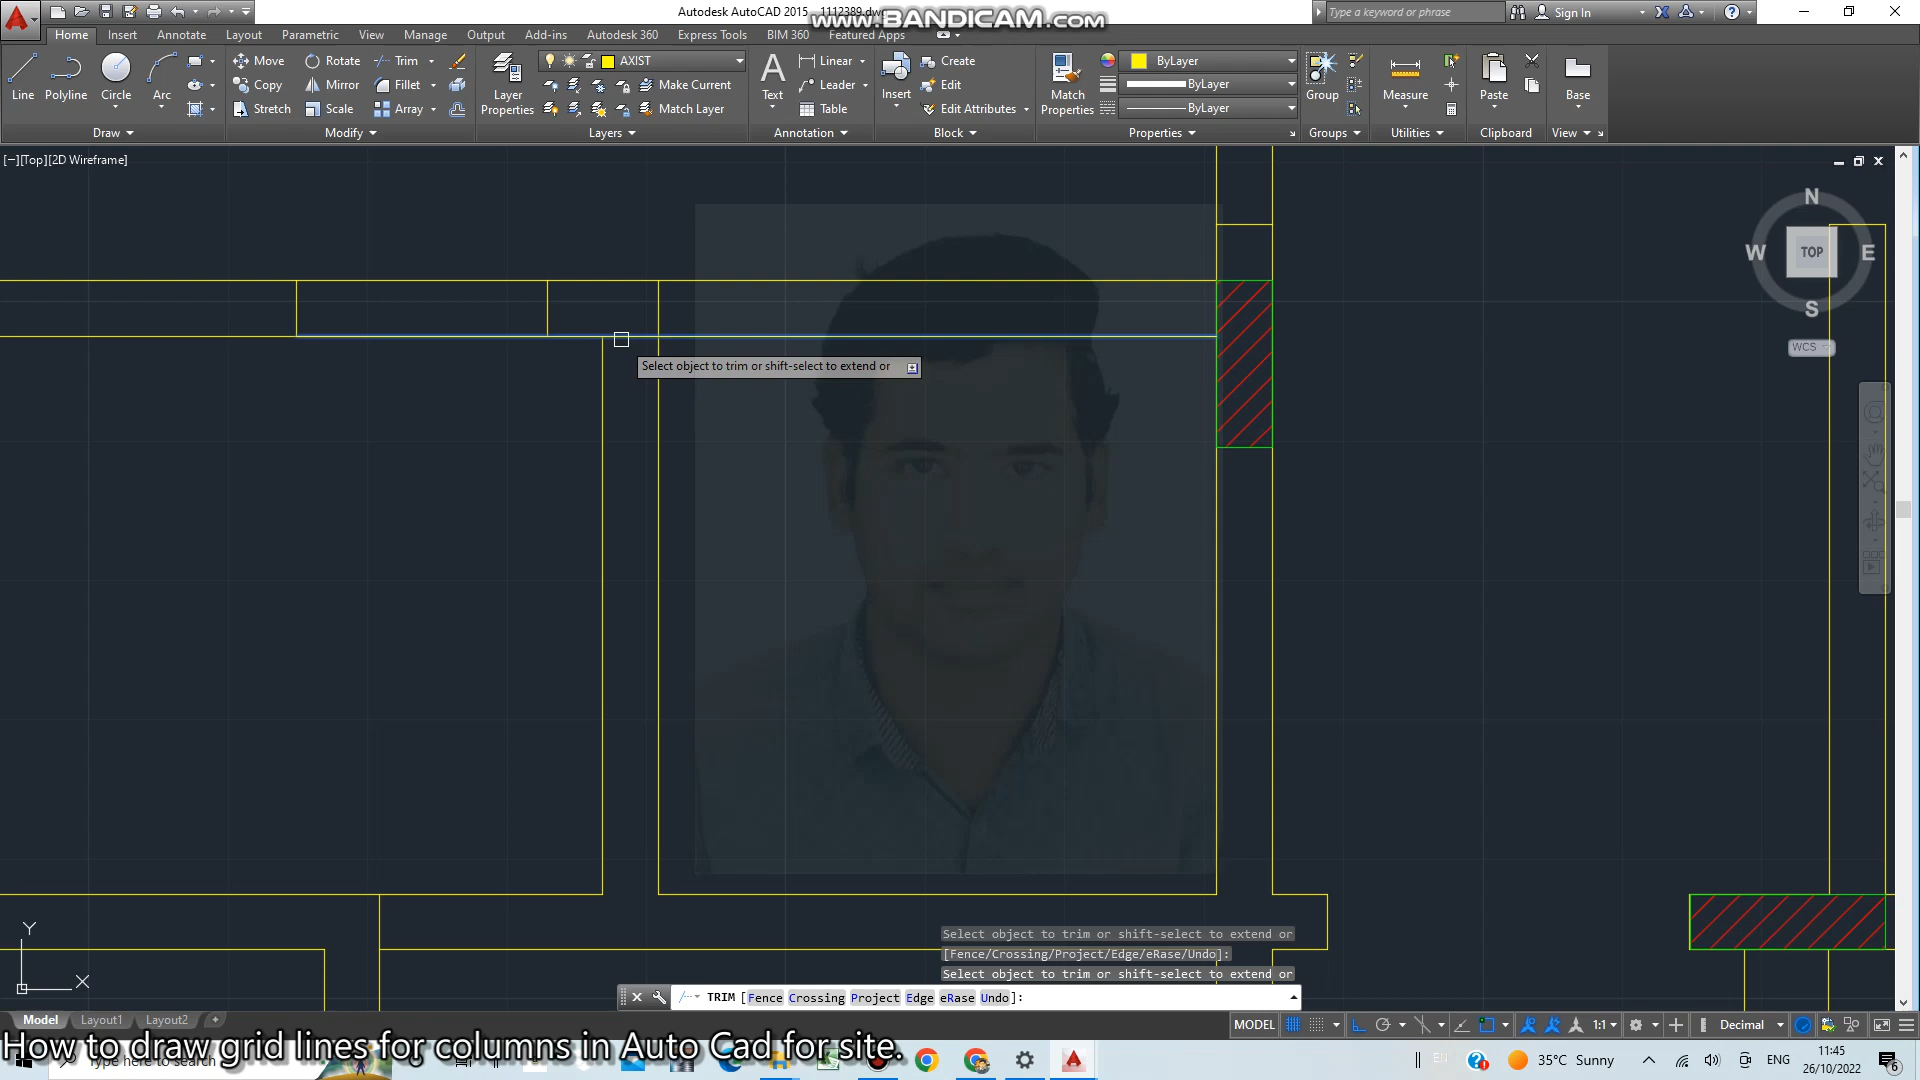 Autodesk AutoCAD 2015 1112389.dwg
www.BANDICAM.com
Type a keyword or phrase
Sign In
Home Insert Annotate Layout Parametric View Manage Output Add-ins Autodesk 360 Express Tools BIM 360 Featured Apps
Line Polyline Circle Arc
Move Rotate Trim
Copy Mirror Fillet
Stretch Scale Array
Layer Properties
AXIST
Make Current
Match Layer
Text
Linear
Leader
Table
Insert
Create
Edit
Edit Attributes
Match Properties
ByLayer
ByLayer
ByLayer
Group
Measure
Paste
Base
Draw Modify Layers Annotation Block Properties Groups Utilities Clipboard View
[−][Top][2D Wireframe]
N
W TOP E
S
WCS
Select object to trim or shift-select to extend or
Y
X
Select object to trim or shift-select to extend or
[Fence/Crossing/Project/Edge/eRase/Undo]:
Select object to trim or shift-select to extend or
TRIM [Fence Crossing Project Edge eRase Undo]:
Model Layout1 Layout2 +
MODEL 1:1 Decimal
How to draw grid lines for columns in Auto Cad for site.
Type here to search
35°C Sunny
EN
ENG
11:45
26/10/2022
6